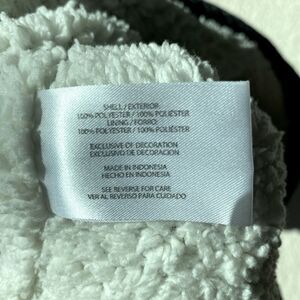 SHELL / EXTERIOR:
100% POLYESTER / 100% POLIÉSTER
LINING / FORRO:
100% POLYESTER / 100% POLIÉSTER
EXCLUSIVE OF DECORATION
EXCLUSIVO DE DECORACIÓN
MADE IN INDONESIA
HECHO EN INDONESIA
SEE REVERSE FOR CARE
VER AL REVERSO PARA CUIDADO